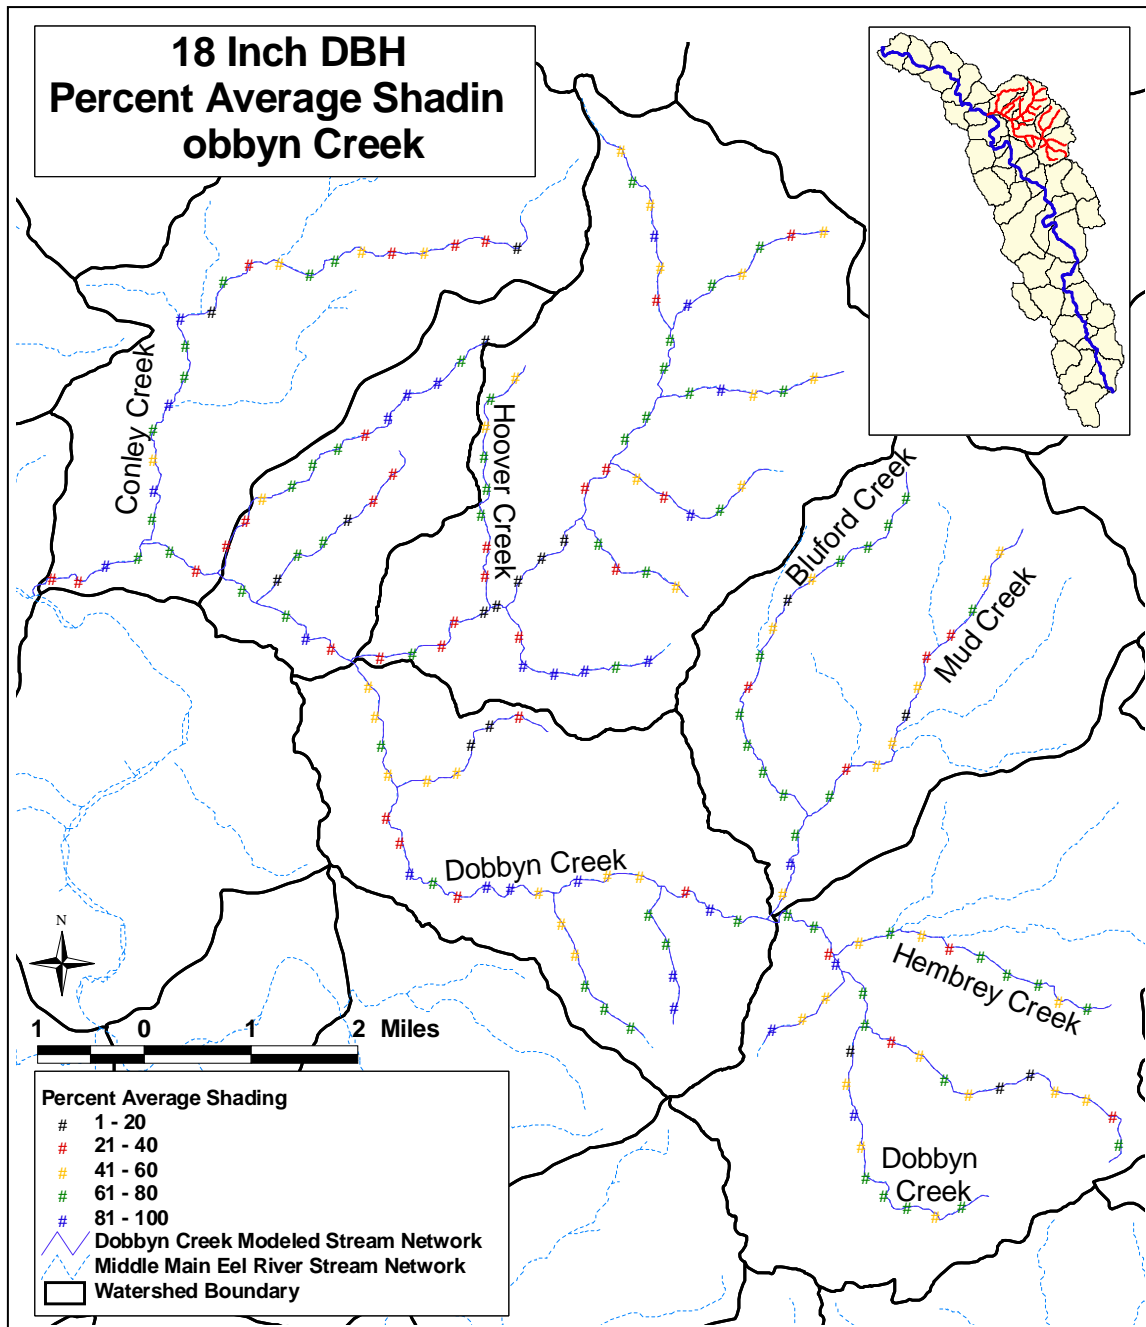 18 Inch DBH
Percent Average Shadin
obbyn Creek
Conley Creek
Hoover Creek
Bluford Creek
Mud Creek
Dobbyn Creek
Hembrey Creek
Dobbyn
Creek
N
1 0 1 2 Miles
Percent Average Shading
# 1 - 20
# 21 - 40
# 41 - 60
# 61 - 80
# 81 - 100
Dobbyn Creek Modeled Stream Network
Middle Main Eel River Stream Network
Watershed Boundary